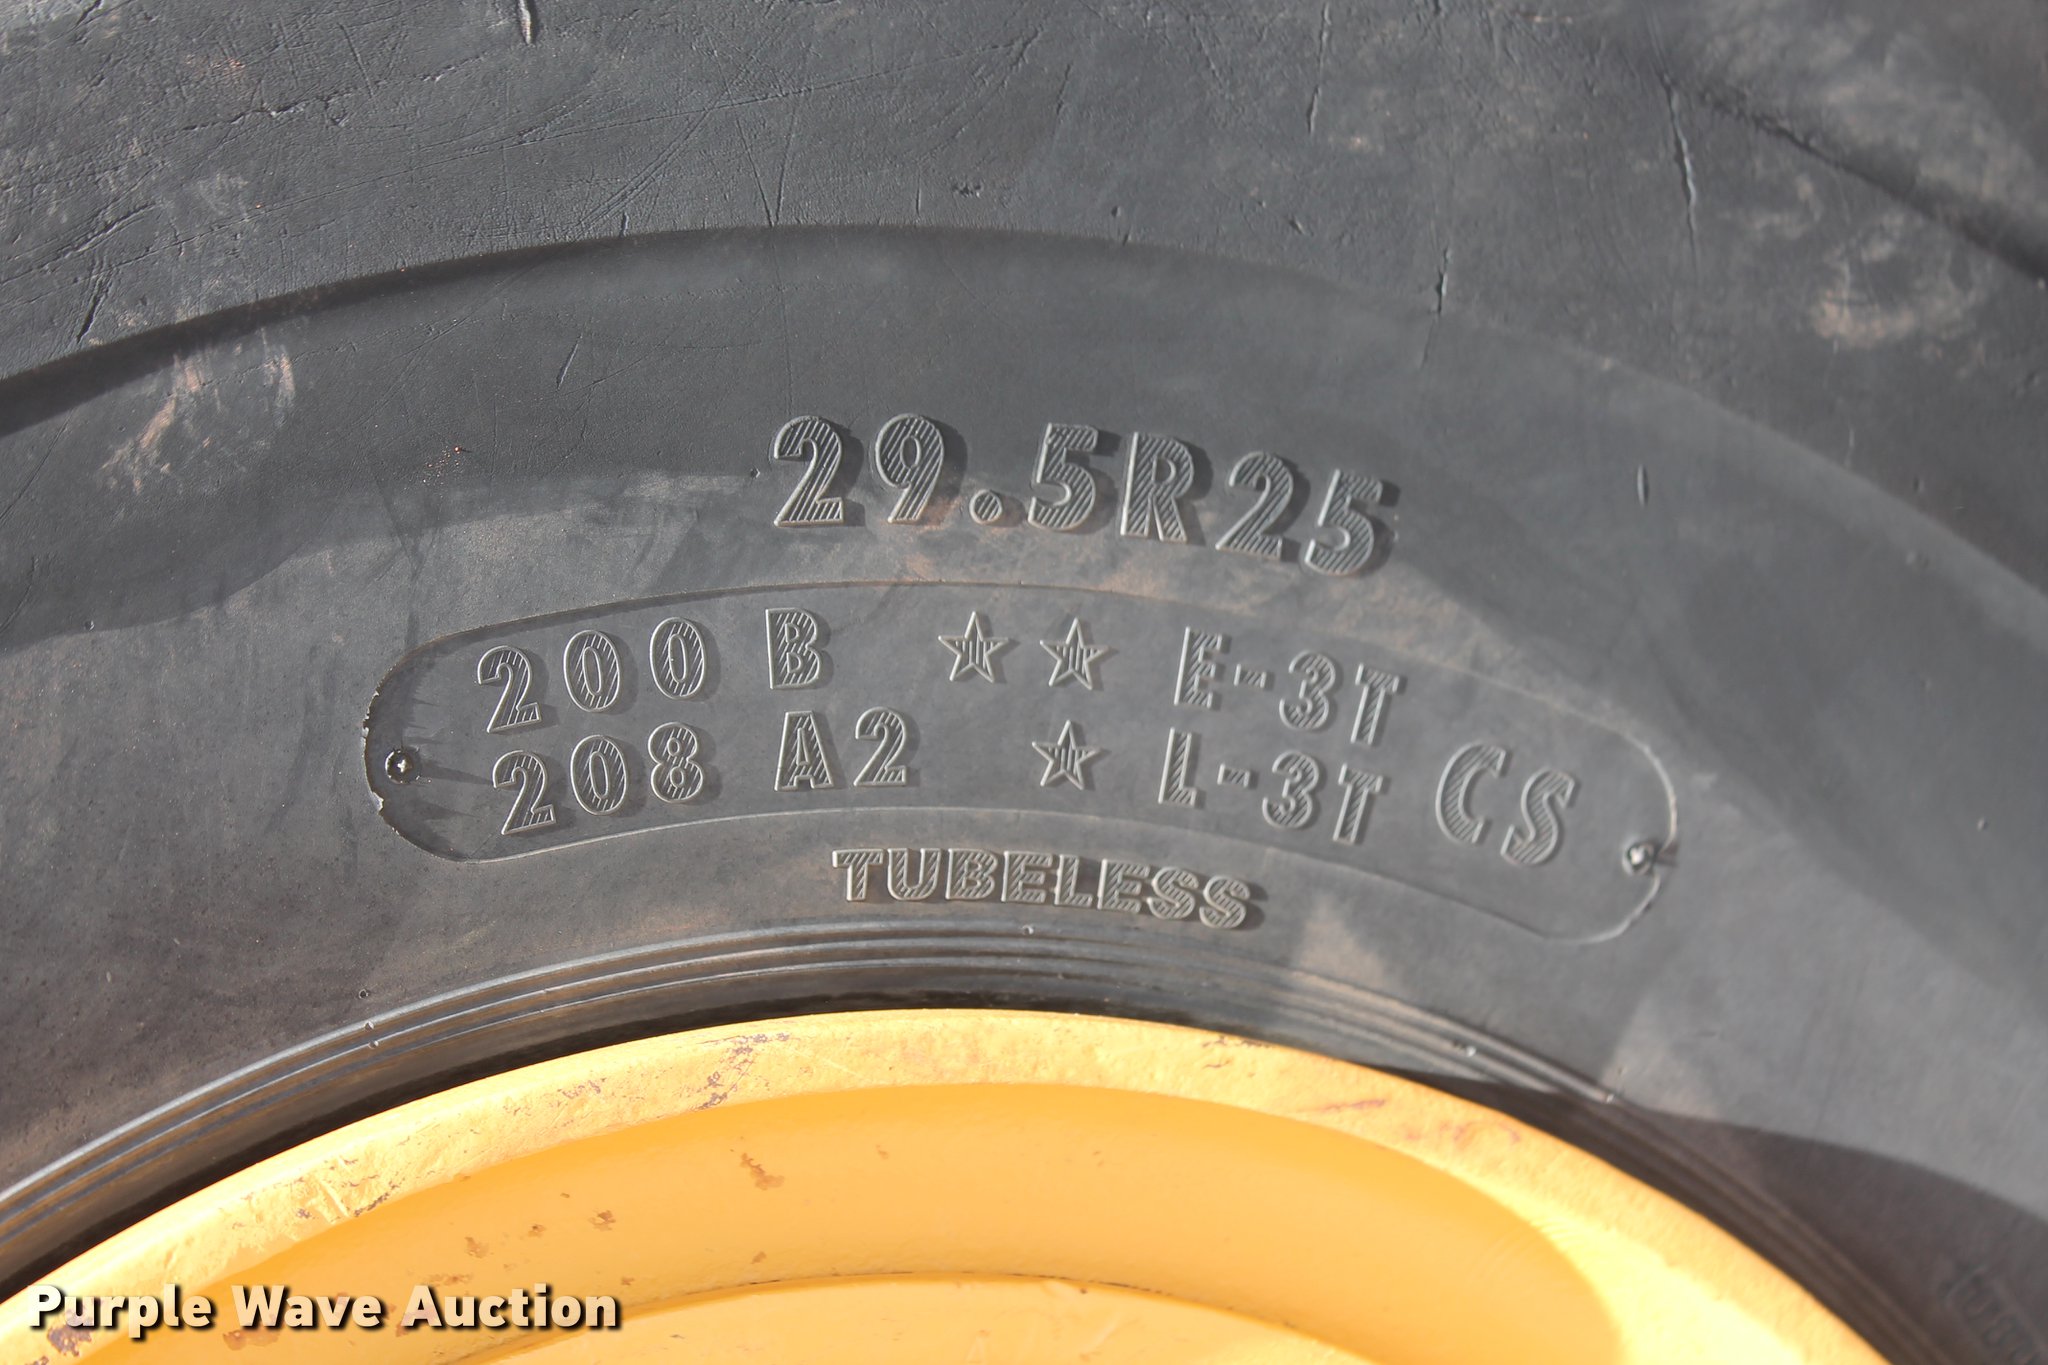 29.5R25
200 B ★★ E-3T
208 A2 ★ L-3T CS
TUBELESS
Purple Wave Auction